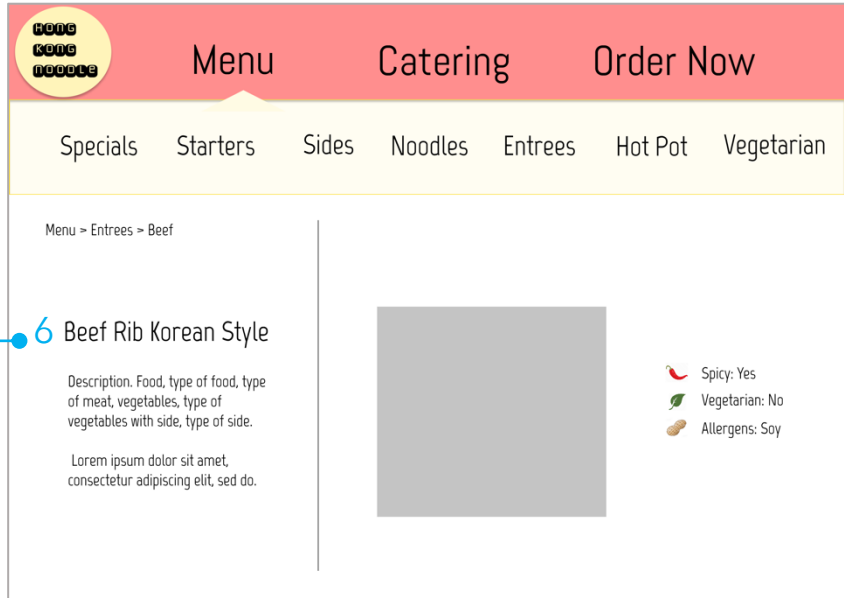 HONG
KONG
NOODLE
Menu Catering Order Now
Specials Starters Sides Noodles Entrees Hot Pot Vegetarian
Menu > Entrees > Beef
6 Beef Rib Korean Style
Description. Food, type of food, type
of meat, vegetables, type of
vegetables with side, type of side.
Lorem ipsum dolor sit amet,
consectetur adipiscing elit, sed do.
Spicy: Yes
Vegetarian: No
Allergens: Soy